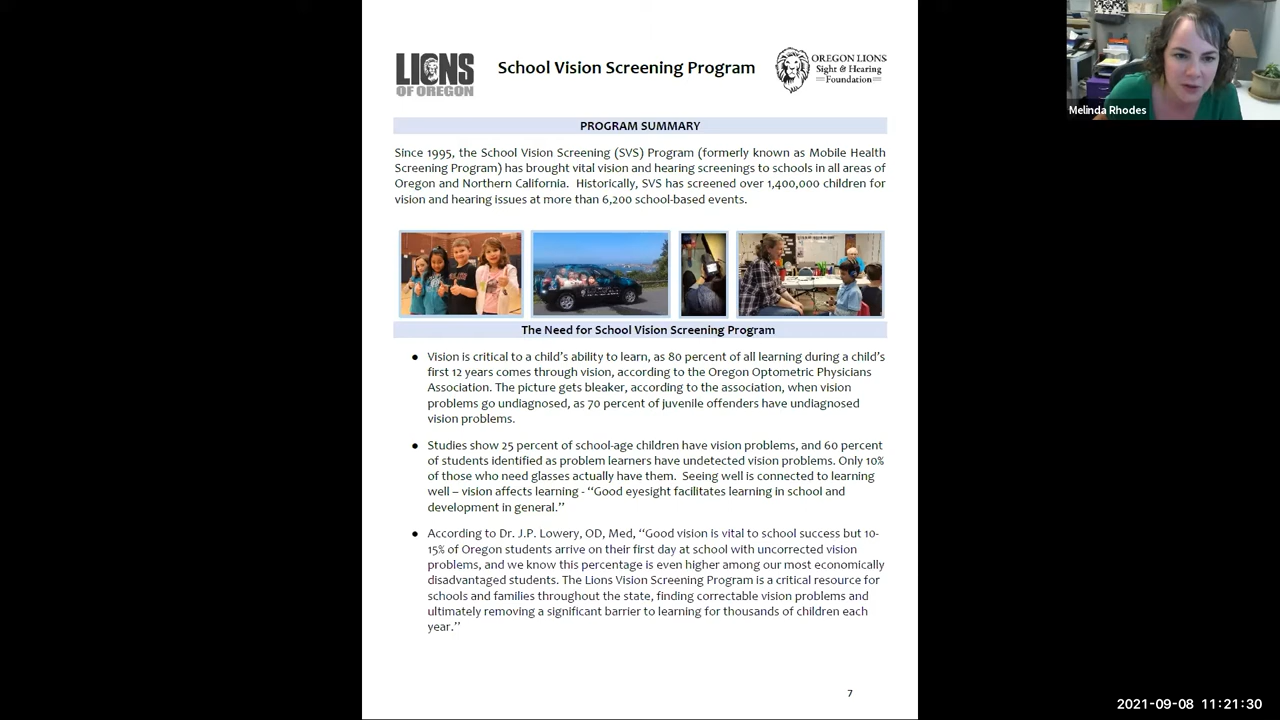 LIONS
OF OREGON
School Vision Screening Program
OREGON LIONS
Sight & Hearing
Foundation
Melinda Rhodes
PROGRAM SUMMARY
Since 1995, the School Vision Screening (SVS) Program (formerly known as Mobile Health
Screening Program) has brought vital vision and hearing screenings to schools in all areas of
Oregon and Northern California. Historically, SVS has screened over 1,400,000 children for
vision and hearing issues at more than 6,200 school-based events.
The Need for School Vision Screening Program
● Vision is critical to a child’s ability to learn, as 80 percent of all learning during a child’s
first 12 years comes through vision, according to the Oregon Optometric Physicians
Association. The picture gets bleaker, according to the association, when vision
problems go undiagnosed, as 70 percent of juvenile offenders have undiagnosed
vision problems.
● Studies show 25 percent of school-age children have vision problems, and 60 percent
of students identified as problem learners have undetected vision problems. Only 10%
of those who need glasses actually have them. Seeing well is connected to learning
well – vision affects learning - “Good eyesight facilitates learning in school and
development in general.”
● According to Dr. J.P. Lowery, OD, Med, “Good vision is vital to school success but 10-
15% of Oregon students arrive on their first day at school with uncorrected vision
problems, and we know this percentage is even higher among our most economically
disadvantaged students. The Lions Vision Screening Program is a critical resource for
schools and families throughout the state, finding correctable vision problems and
ultimately removing a significant barrier to learning for thousands of children each
year.”
7
2021-09-08 11:21:30